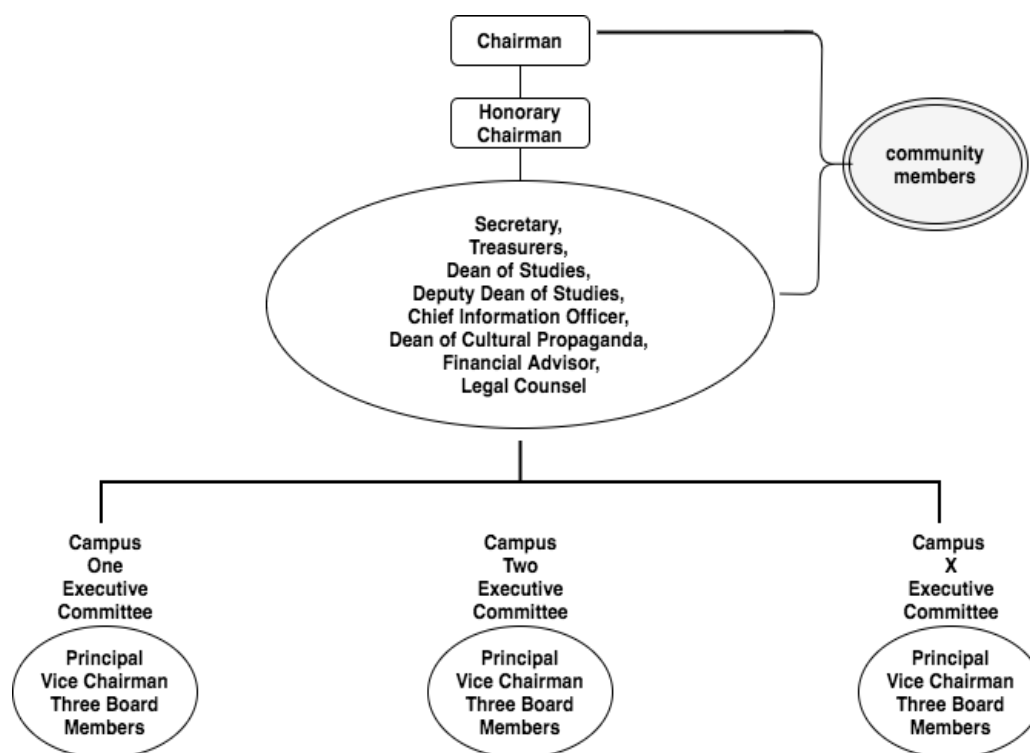 Chairman
Honorary
Chairman
community
members
Secretary,
Treasurers,
Dean of Studies,
Deputy Dean of Studies,
Chief Information Officer,
Dean of Cultural Propaganda,
Financial Advisor,
Legal Counsel
Campus
One
Executive
Committee
Principal
Vice Chairman
Three Board
Members
Campus
Two
Executive
Committee
Principal
Vice Chairman
Three Board
Members
Campus
X
Executive
Committee
Principal
Vice Chairman
Three Board
Members